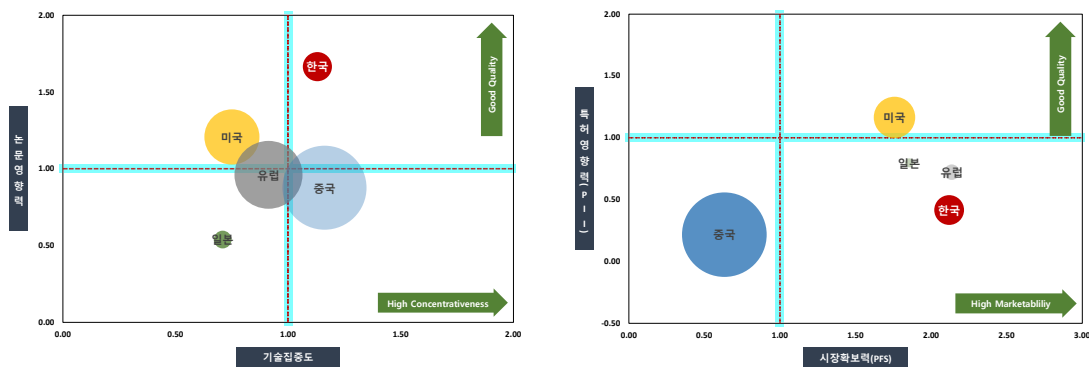 2.00
1.50
1.00
0.50
0.00
0.00
0.50
1.00
1.50
2.00
논문영향력
기술집중도
한국
미국
유럽
중국
일본
Good Quality
High Concentrativeness
2.00
1.50
1.00
0.50
0.00
-0.50
0.00
1.00
2.00
2.50
3.00
특허영향력(PII)
시장확보력(PFS)
미국
일본
유럽
한국
중국
Good Quality
High Marketabliliy